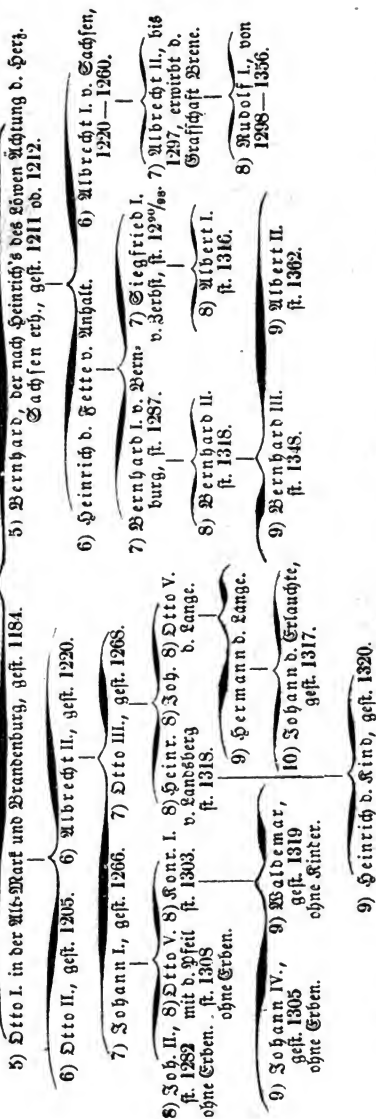 5) Otto I. in der Alt-Mark und Brandenburg, gest. 1184.
5) Bernhard, der nach Heinrich's des Löwen Ächtung d. Herz.
Sachsen erh., gest. 1211 od. 1212.
6) Otto II., gest. 1205.
6) Albrecht II., gest. 1220.
6) Heinrich d. Fette v. Anhalt.
6) Albrecht I. v. Sachsen,
1220—1260.
7) Johann I., gest. 1266.
7) Otto III., gest. 1268.
7) Bernhard I. v. Bern-
burg, st. 1287.
7) Siegfried I.
v. Zerbst, st. 12⁹⁰/₉₈.
7) Albrecht II., bis
1297, erwirbt d.
Grafschaft Brene.
8) Joh. II.,
st. 1282
ohne Erben.
8) Otto V.
mit d. Pfeil
st. 1308
ohne Erben.
8) Konr. I.
st. 1303.
8) Heinr.
v. Landsberg
st. 1318.
8) Joh.
8) Otto V.
d. Lange.
8) Bernhard II.
st. 1318.
8) Albert I.
st. 1316.
8) Rudolf I., von
1298—1356.
9) Johann IV.,
gest. 1305
ohne Erben.
9) Waldemar,
gest. 1319
ohne Kinder.
9) Hermann d. Lange.
10) Johann d. Erlauchte,
gest. 1317.
9) Bernhard III.
st. 1348.
9) Albert II.
st. 1362.
9) Heinrich d. Kind, gest. 1320.